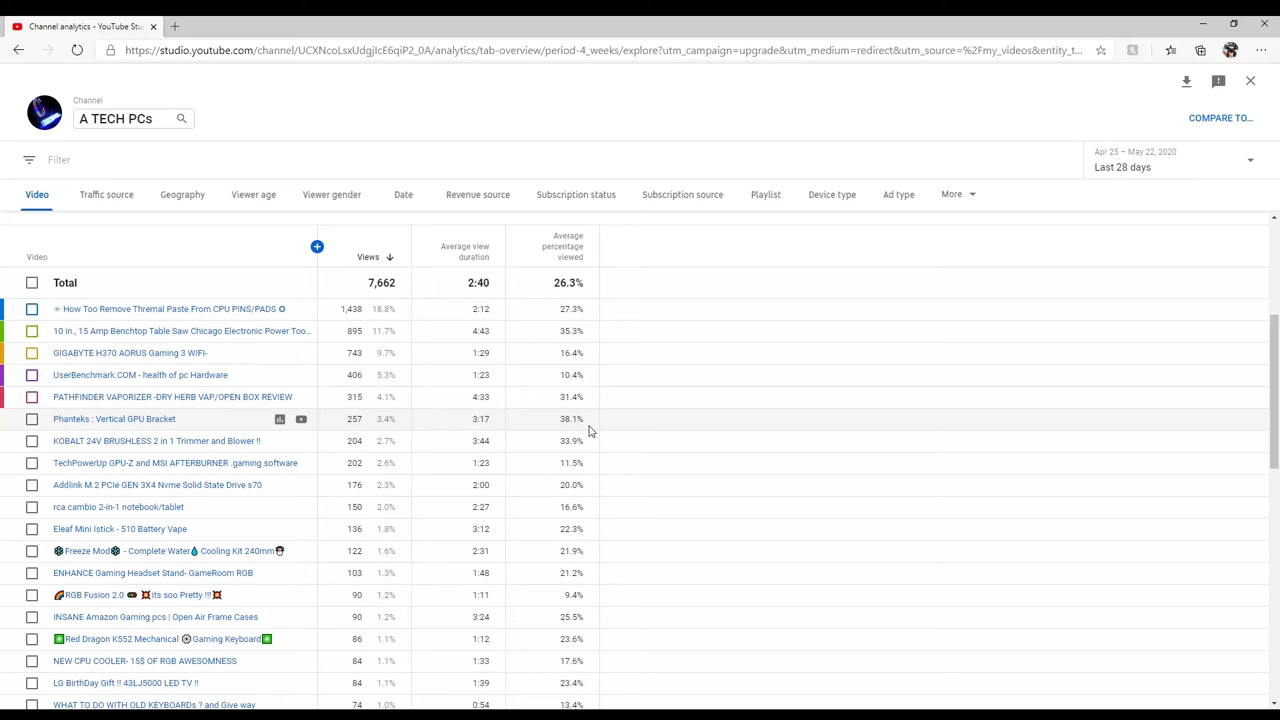 Channel analytics - YouTube Stu
https://studio.youtube.com/channel/UCXNcoLsxUdgjIcE6qiP2_0A/analytics/tab-overview/period-4_weeks/explore?utm_campaign=upgrade&utm_medium=redirect&utm_source=%2Fmy_videos&entity_t...
Channel
A TECH PCs
COMPARE TO...
Filter
Apr 25 – May 22, 2020
Last 28 days
Video Traffic source Geography Viewer age Viewer gender Date Revenue source Subscription status Subscription source Playlist Device type Ad type More
Video Views Average view duration Average percentage viewed
Total 7,662 2:40 26.3%
How Too Remove Thremal Paste From CPU PINS/PADS 1,438 18.8% 2:12 27.3%
10 in., 15 Amp Benchtop Table Saw Chicago Electronic Power Too... 895 11.7% 4:43 35.3%
GIGABYTE H370 AORUS Gaming 3 WIFI- 743 9.7% 1:29 16.4%
UserBenchmark.COM - health of pc Hardware 406 5.3% 1:23 10.4%
PATHFINDER VAPORIZER -DRY HERB VAP/OPEN BOX REVIEW 315 4.1% 4:33 31.4%
Phanteks : Vertical GPU Bracket 257 3.4% 3:17 38.1%
KOBALT 24V BRUSHLESS 2 in 1 Trimmer and Blower !! 204 2.7% 3:44 33.9%
TechPowerUp GPU-Z and MSI AFTERBURNER .gaming software 202 2.6% 1:23 11.5%
Addlink M.2 PCIe GEN 3X4 Nvme Solid State Drive s70 176 2.3% 2:00 20.0%
rca cambio 2-in-1 notebook/tablet 150 2.0% 2:27 16.6%
Eleaf Mini Istick - 510 Battery Vape 136 1.8% 3:12 22.3%
Freeze Mod - Complete Water Cooling Kit 240mm 122 1.6% 2:31 21.9%
ENHANCE Gaming Headset Stand- GameRoom RGB 103 1.3% 1:48 21.2%
RGB Fusion 2.0 its soo Pretty !!! 90 1.2% 1:11 9.4%
INSANE Amazon Gaming pcs | Open Air Frame Cases 90 1.2% 3:24 25.5%
Red Dragon K552 Mechanical Gaming Keyboard 86 1.1% 1:12 23.6%
NEW CPU COOLER- 15$ OF RGB AWESOMNESS 84 1.1% 1:33 17.6%
LG BirthDay Gift !! 43LJ5000 LED TV !! 84 1.1% 1:39 23.4%
WHAT TO DO WITH OLD KEYBOARDs ? and Give way 74 1.0% 0:54 13.4%